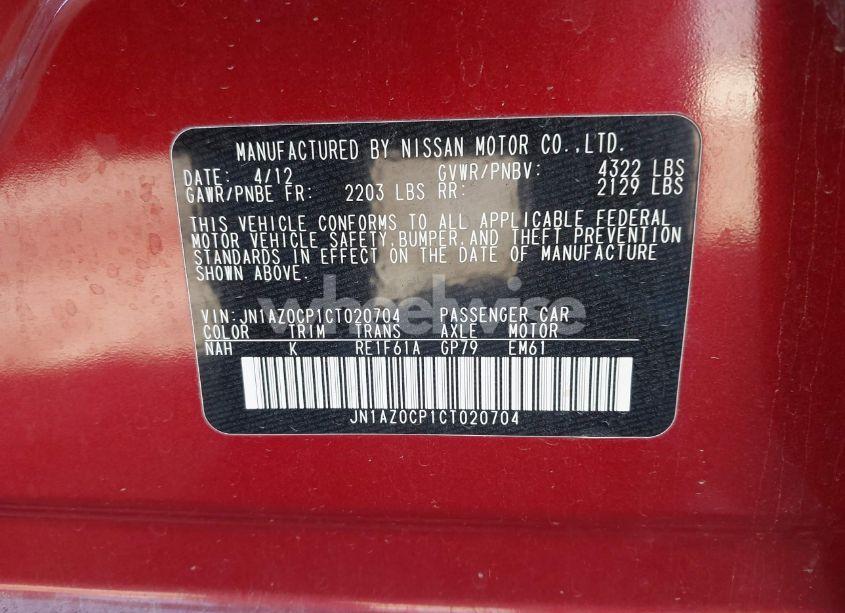 MANUFACTURED BY NISSAN MOTOR CO.,LTD.
DATE: 4/12 GVWR/PNBV: 4322 LBS
GAWR/PNBE FR: 2203 LBS RR: 2129 LBS
THIS VEHICLE CONFORMS TO ALL APPLICABLE FEDERAL
MOTOR VEHICLE SAFETY,BUMPER,AND THEFT PREVENTION
STANDARDS IN EFFECT ON THE DATE OF MANUFACTURE
SHOWN ABOVE.
wheelwise
VIN: JN1AZ0CP1CT020704 PASSENGER CAR
COLOR TRIM TRANS AXLE MOTOR
NAH K RE1F61A GP79 EM61
JN1AZ0CP1CT020704